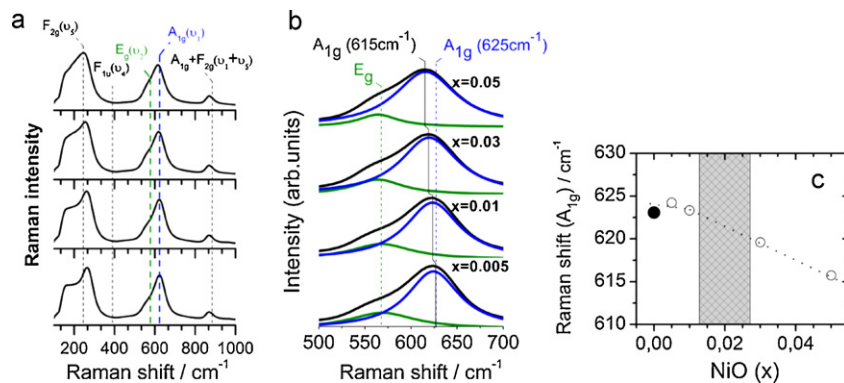 a
F2g(υ5)
F1u(υ4)
Eg(υ2)
A1g(υ1)
A1g+F2g(υ1+υ5)
Raman intensity
200 400 600 800 1000
Raman shift / cm-1
b
A1g (615cm-1)
A1g (625cm-1)
Eg
x=0.05
x=0.03
x=0.01
x=0.005
Intensity (arb.units)
500 550 600 650 700
Raman shift / cm-1
c
Raman shift (A1g) / cm-1
630
625
620
615
610
0,00 0,02 0,04
NiO (x)